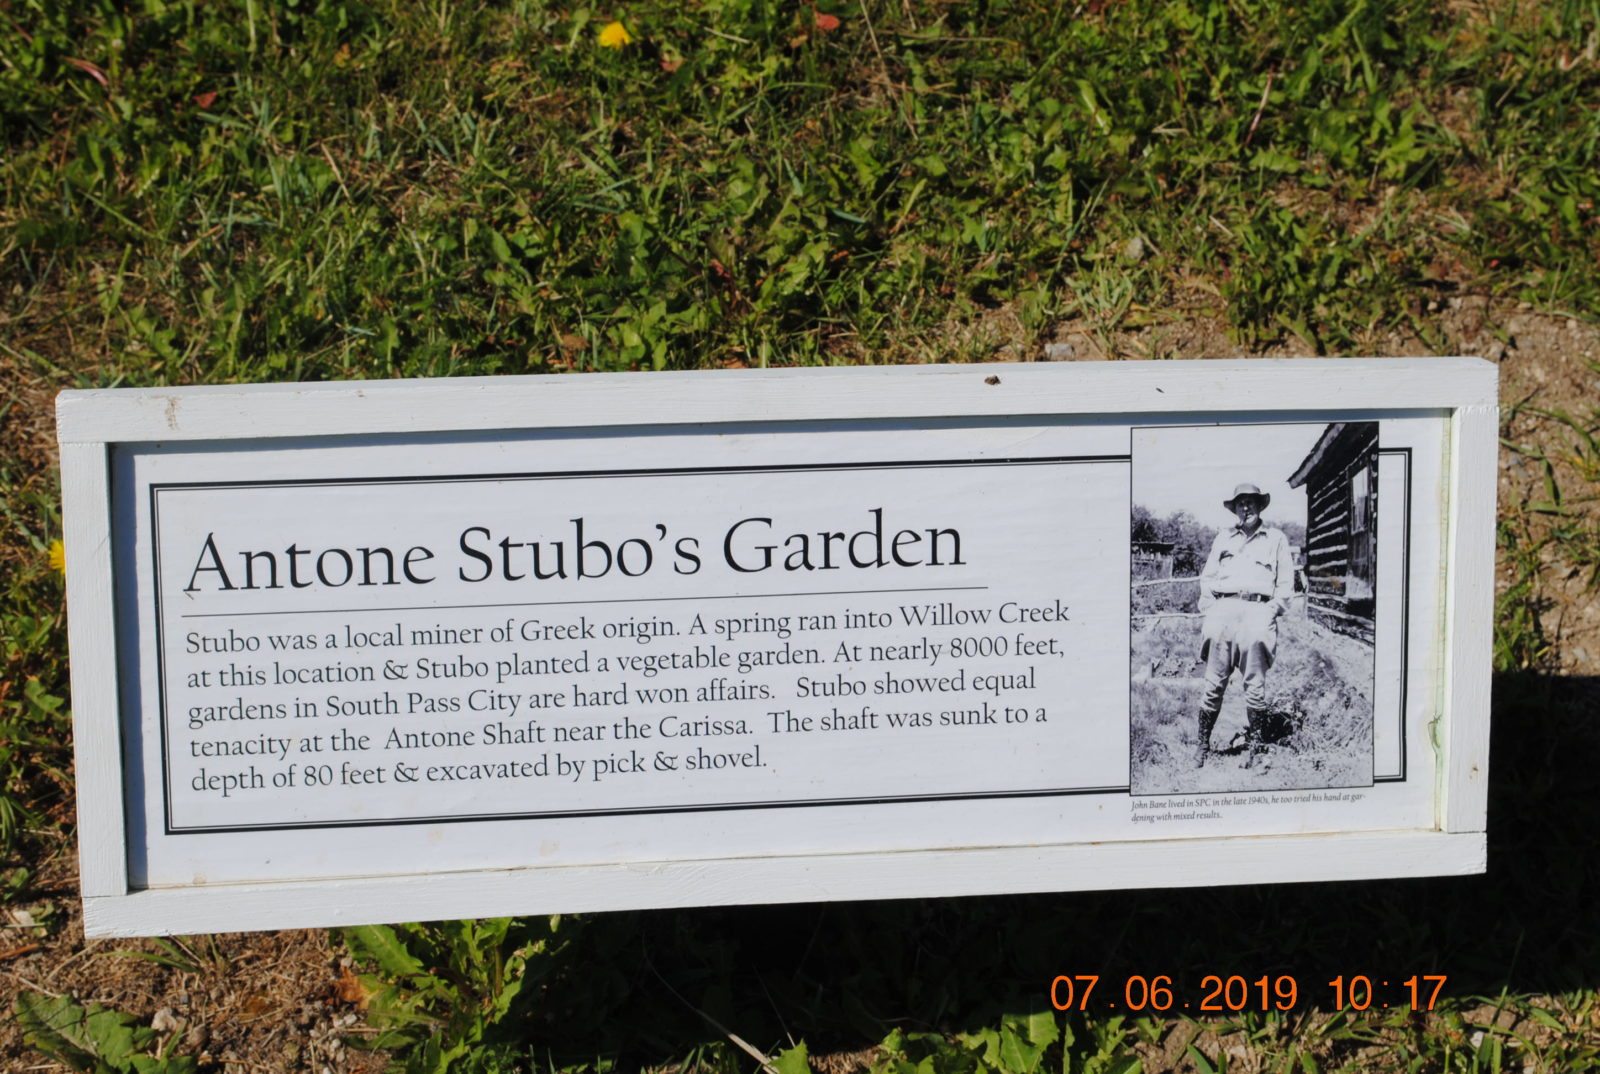 Antone Stubo's Garden
Stubo was a local miner of Greek origin. A spring ran into Willow Creek
at this location & Stubo planted a vegetable garden. At nearly 8000 feet,
gardens in South Pass City are hard won affairs. Stubo showed equal
tenacity at the Antone Shaft near the Carissa. The shaft was sunk to a
depth of 80 feet & excavated by pick & shovel.
John Bane lived in SPC in the late 1940s, he too tried his hand at gar-
dening with mixed results.
07.06.2019 10:17